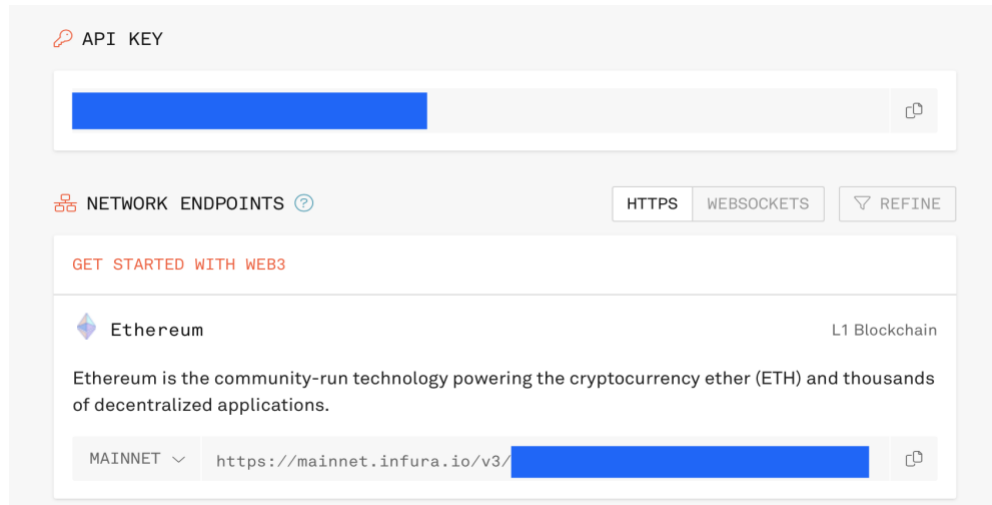 API KEY
NETWORK ENDPOINTS ?
HTTPS WEBSOCKETS REFINE
GET STARTED WITH WEB3
Ethereum L1 Blockchain
Ethereum is the community-run technology powering the cryptocurrency ether (ETH) and thousands
of decentralized applications.
MAINNET https://mainnet.infura.io/v3/